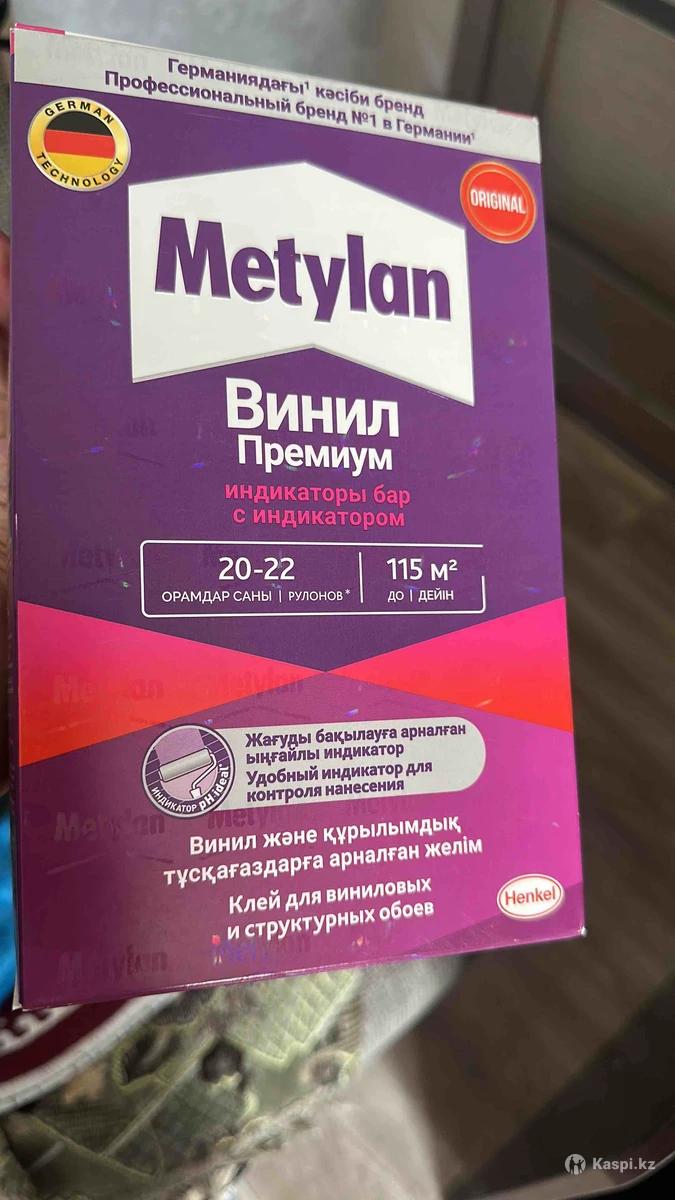 Германиядағы¹ кәсіби бренд
Профессиональный бренд №1 в Германии¹
GERMAN TECHNOLOGY
ORIGINAL
Metylan
Винил
Премиум
индикаторы бар
с индикатором
20-22
ОРАМДАР САНЫ | РУЛОНОВ*
115 м²
ДО | ДЕЙІН
Жағуды бақылауға арналған
ыңғайлы индикатор
Удобный индикатор для
контроля нанесения
ИНДИКАТОР pH ideal
Винил және құрылымдық
тұсқағаздарға арналған желім
Клей для виниловых
и структурных обоев
Henkel
Kaspi.kz